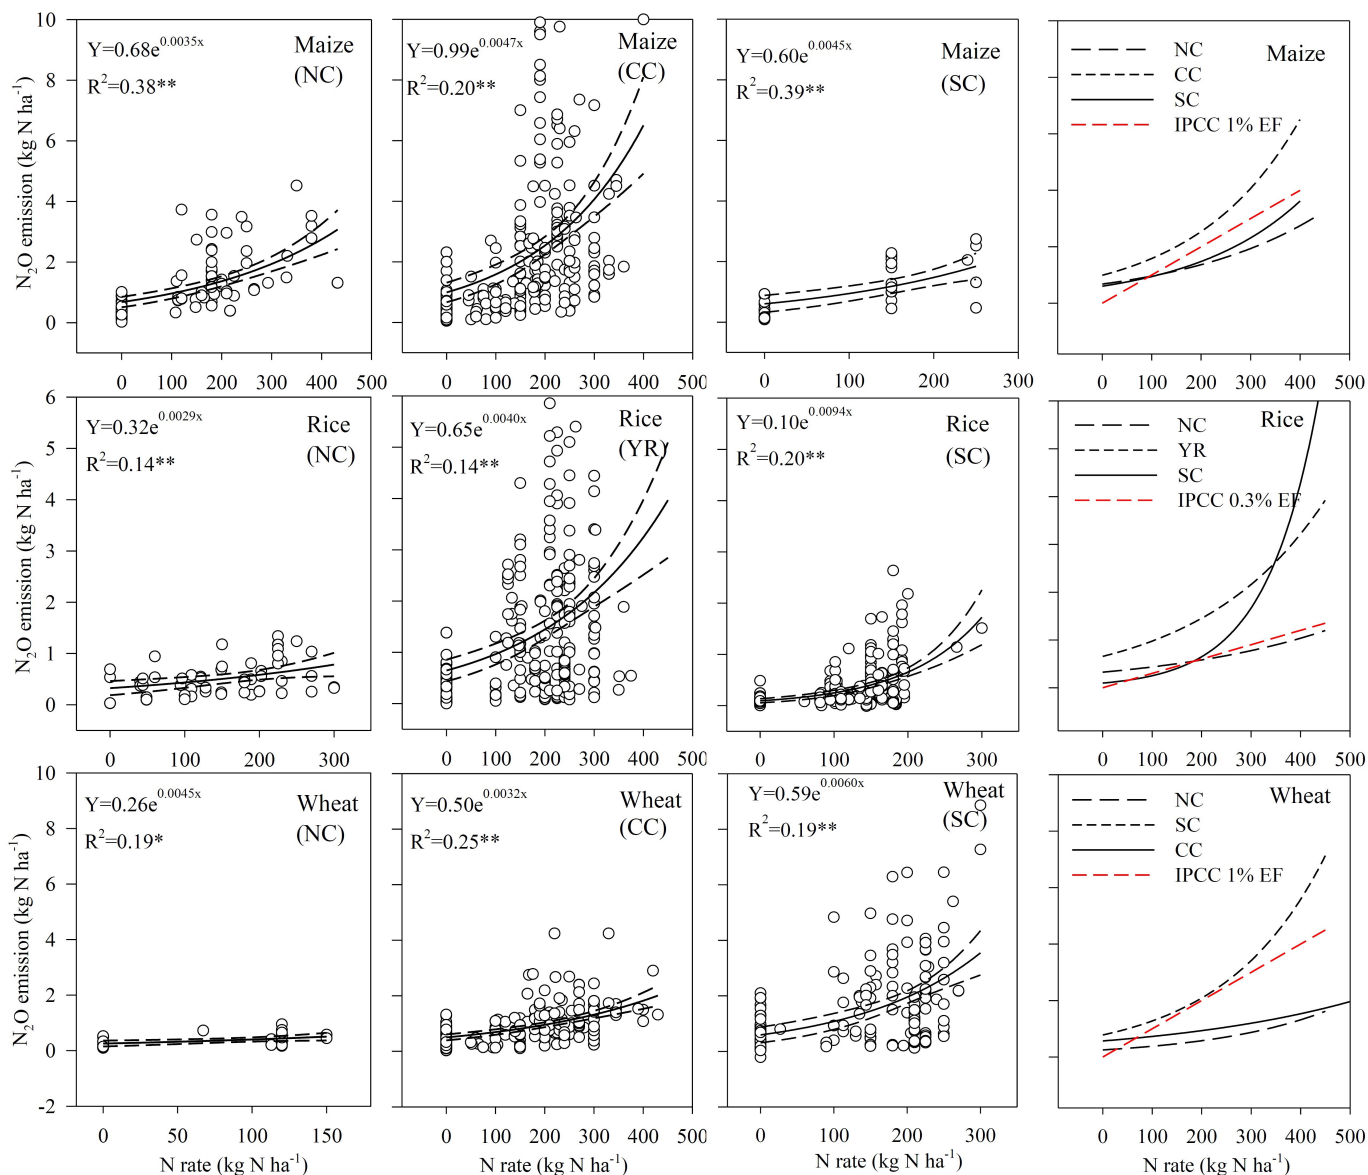 10
8
6
4
2
0
N₂O emission (kg N ha⁻¹)
Y=0.68e^0.0035x
R²=0.38**
Maize
(NC)
0 100 200 300 400 500
Y=0.99e^0.0047x
R²=0.20**
Maize
(CC)
0 100 200 300 400 500
Y=0.60e^0.0045x
R²=0.39**
Maize
(SC)
0 100 200 300
NC
CC
SC
IPCC 1% EF
Maize
0 100 200 300 400 500
6
5
4
3
2
1
0
N₂O emission (kg N ha⁻¹)
Y=0.32e^0.0029x
R²=0.14**
Rice
(NC)
0 100 200 300
Y=0.65e^0.0040x
R²=0.14**
Rice
(YR)
0 100 200 300 400 500
Y=0.10e^0.0094x
R²=0.20**
Rice
(SC)
0 100 200 300
NC
YR
SC
IPCC 0.3% EF
Rice
0 100 200 300 400 500
10
8
6
4
2
0
-2
N₂O emission (kg N ha⁻¹)
Y=0.26e^0.0045x
R²=0.19*
Wheat
(NC)
0 50 100 150
N rate (kg N ha⁻¹)
Y=0.50e^0.0032x
R²=0.25**
Wheat
(CC)
0 100 200 300 400 500
N rate (kg N ha⁻¹)
Y=0.59e^0.0060x
R²=0.19**
Wheat
(SC)
0 100 200 300
N rate (kg N ha⁻¹)
NC
SC
CC
IPCC 1% EF
Wheat
0 100 200 300 400 500
N rate (kg N ha⁻¹)